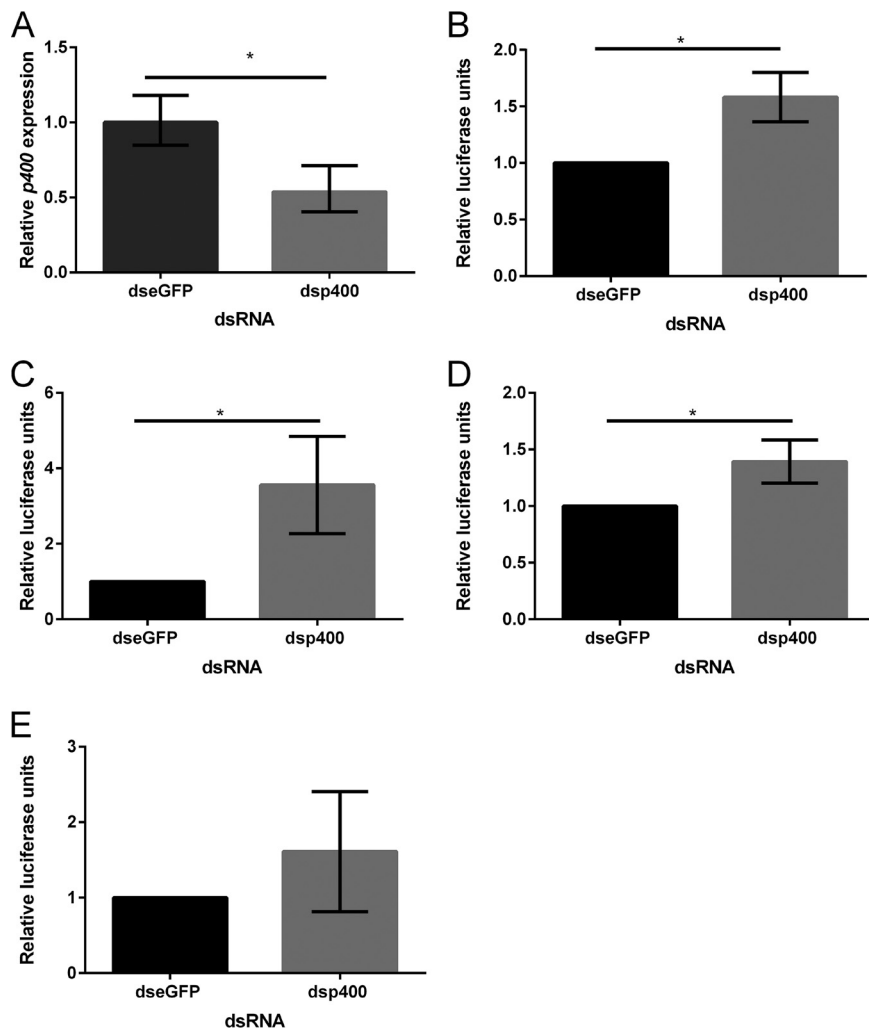 A
Relative p400 expression
1.5
1.0
0.5
0.0
*
dseGFP dsp400
dsRNA
B
Relative luciferase units
2.0
1.5
1.0
0.5
0.0
*
dseGFP dsp400
dsRNA
C
Relative luciferase units
6
4
2
0
*
dseGFP dsp400
dsRNA
D
Relative luciferase units
2.0
1.5
1.0
0.5
0.0
*
dseGFP dsp400
dsRNA
E
Relative luciferase units
3
2
1
0
dseGFP dsp400
dsRNA